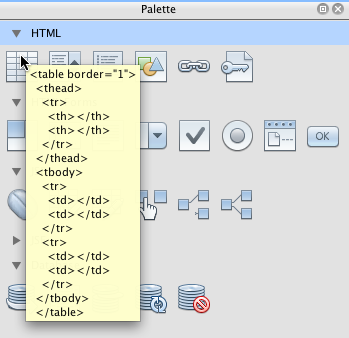 Palette
HTML
<table border="1">
<thead>
<tr>
<th></th>
<th></th>
</tr>
</thead>
<tbody>
<tr>
<td></td>
<td></td>
</tr>
<tr>
<td></td>
<td></td>
</tr>
</tbody>
</table>
OK